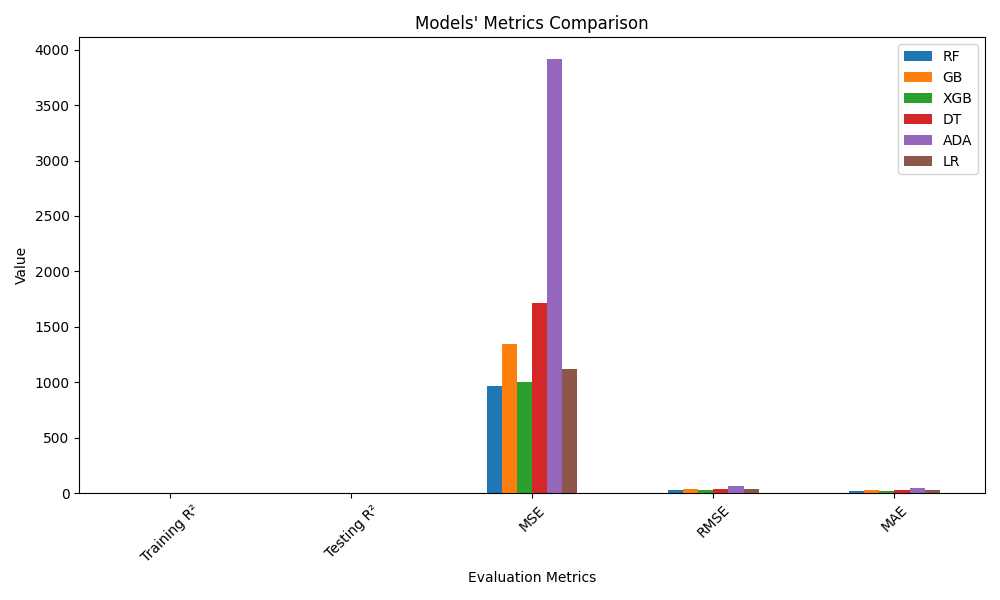 Models' Metrics Comparison
4000
3500
3000
2500
2000
1500
1000
500
0
Value
RF
GB
XGB
DT
ADA
LR
Training R²
Testing R²
MSE
RMSE
MAE
Evaluation Metrics